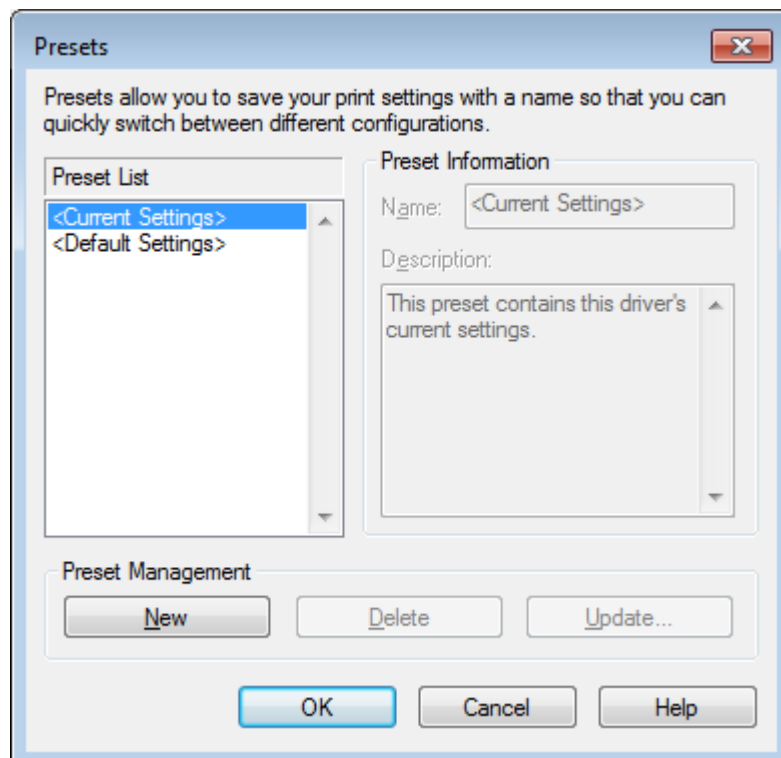 Presets
Presets allow you to save your print settings with a name so that you can
quickly switch between different configurations.
Preset List
<Current Settings>
<Default Settings>
Preset Information
Name: <Current Settings>
Description:
This preset contains this driver's
current settings.
Preset Management
New Delete Update...
OK Cancel Help